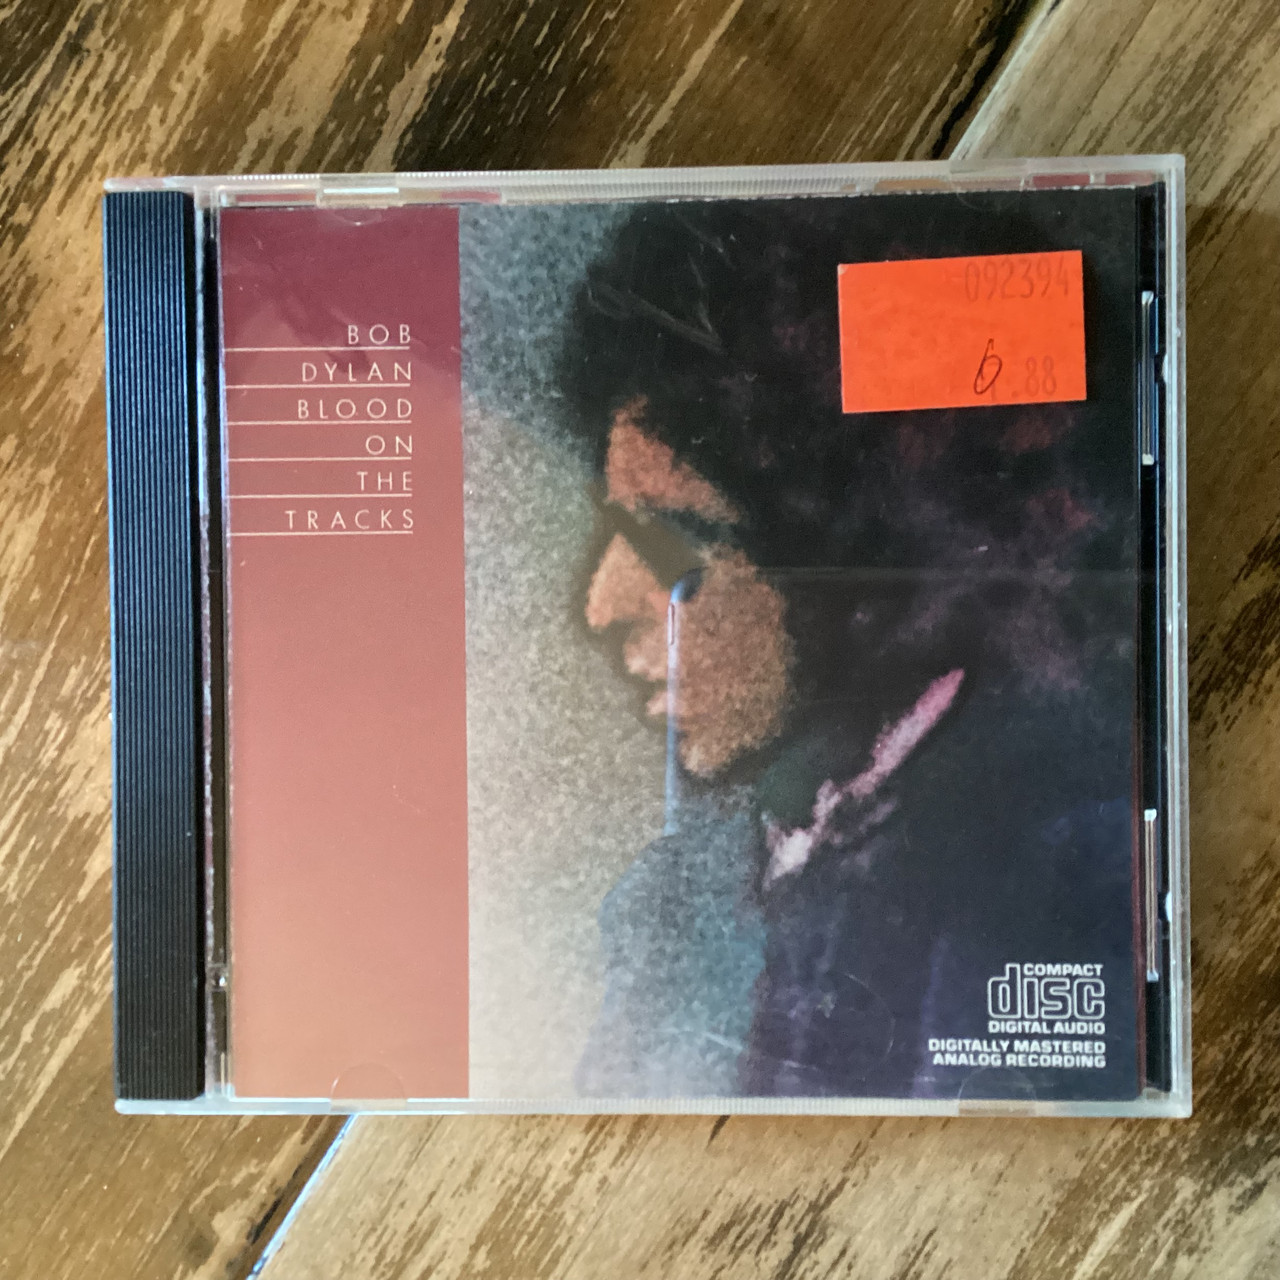 BOB
DYLAN
BLOOD
ON
THE
TRACKS
092394
6.88
COMPACT
disc
DIGITAL AUDIO
DIGITALLY MASTERED
ANALOG RECORDING